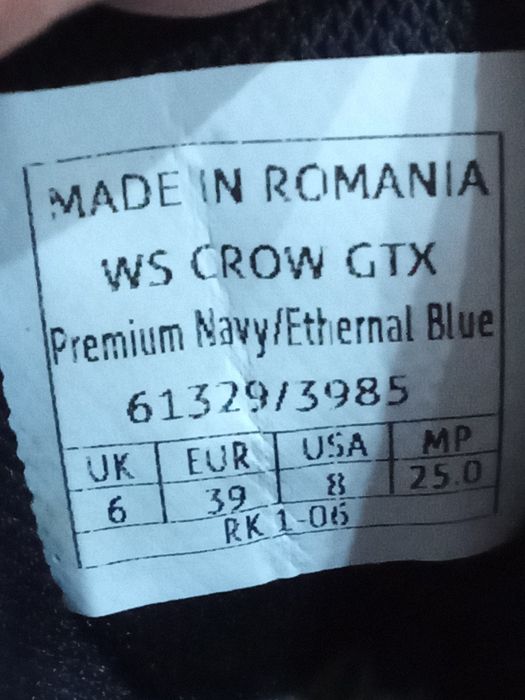 MADE IN ROMANIA
WS CROW GTX
Premium Navy/Ethernal Blue
61329/3985
UK EUR USA MP
6 39 8 25.0
RK 1-06